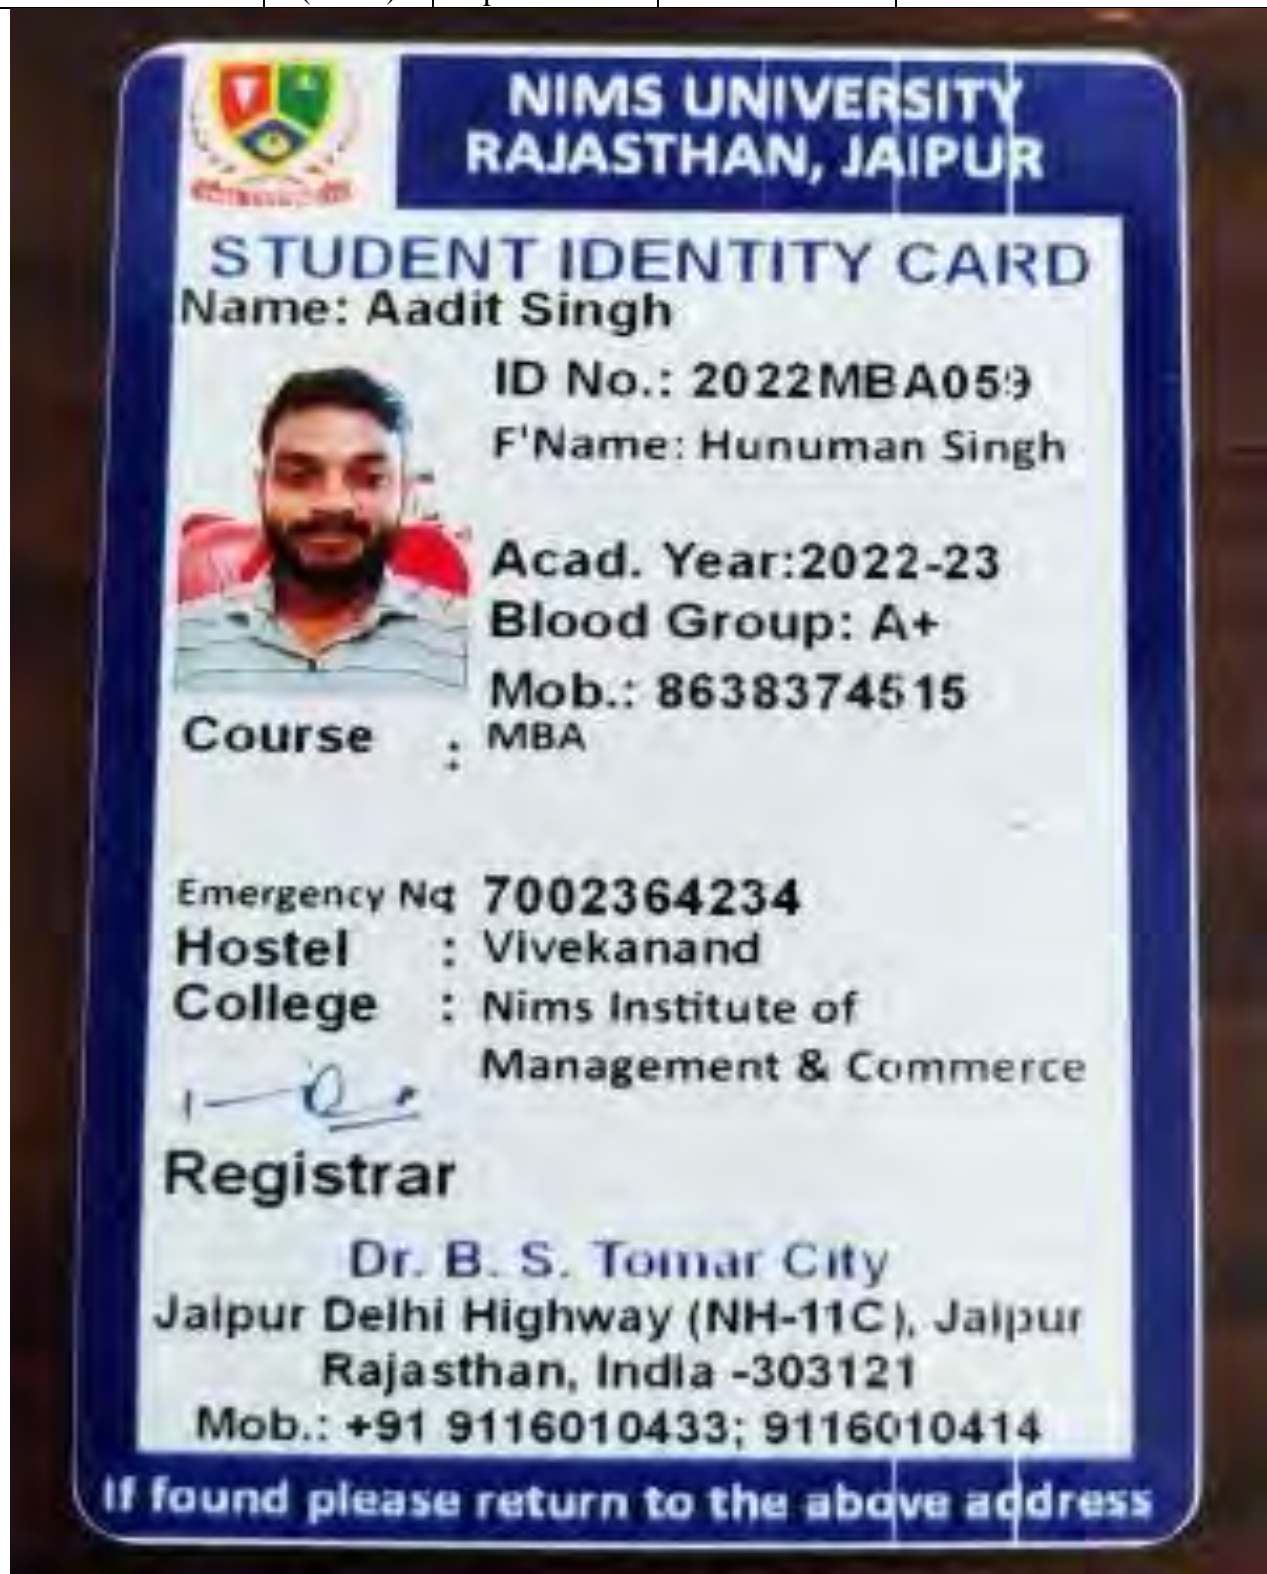 NIMS UNIVERSITY
RAJASTHAN, JAIPUR
STUDENT IDENTITY CARD
Name: Aadit Singh
ID No.: 2022MBA059
F'Name: Hunuman Singh
Acad. Year:2022-23
Blood Group: A+
Mob.: 8638374515
Course : MBA
Emergency No: 7002364234
Hostel : Vivekanand
College : Nims Institute of
Management & Commerce
Registrar
Dr. B. S. Tomar City
Jaipur Delhi Highway (NH-11C), Jaipur
Rajasthan, India -303121
Mob.: +91 9116010433; 9116010414
If found please return to the above address